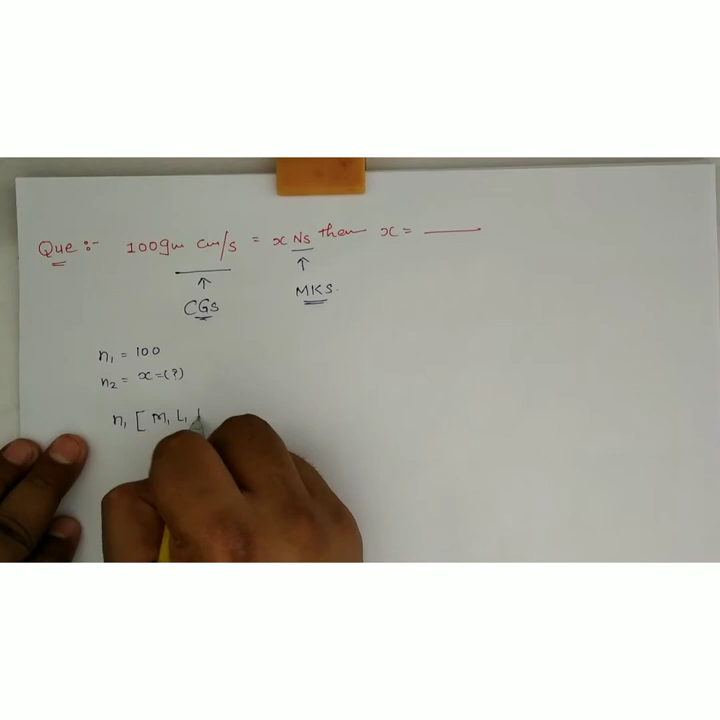 Que :- 100gm cm/s = x Ns then x = ____
CGS
MKS.
n₁ = 100
n₂ = x = (?)
n₁ [ M₁ L₁